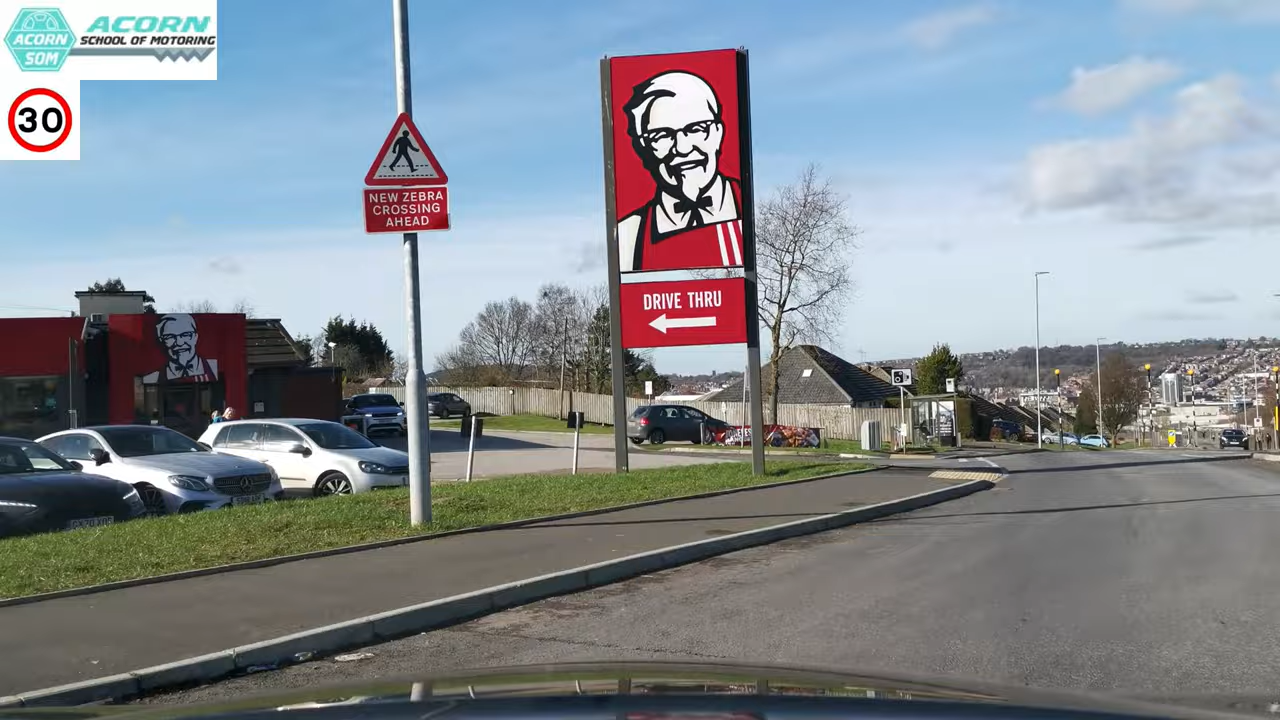 ACORN
SCHOOL OF MOTORING
ACORN
SOM
30
NEW ZEBRA
CROSSING
AHEAD
DRIVE THRU